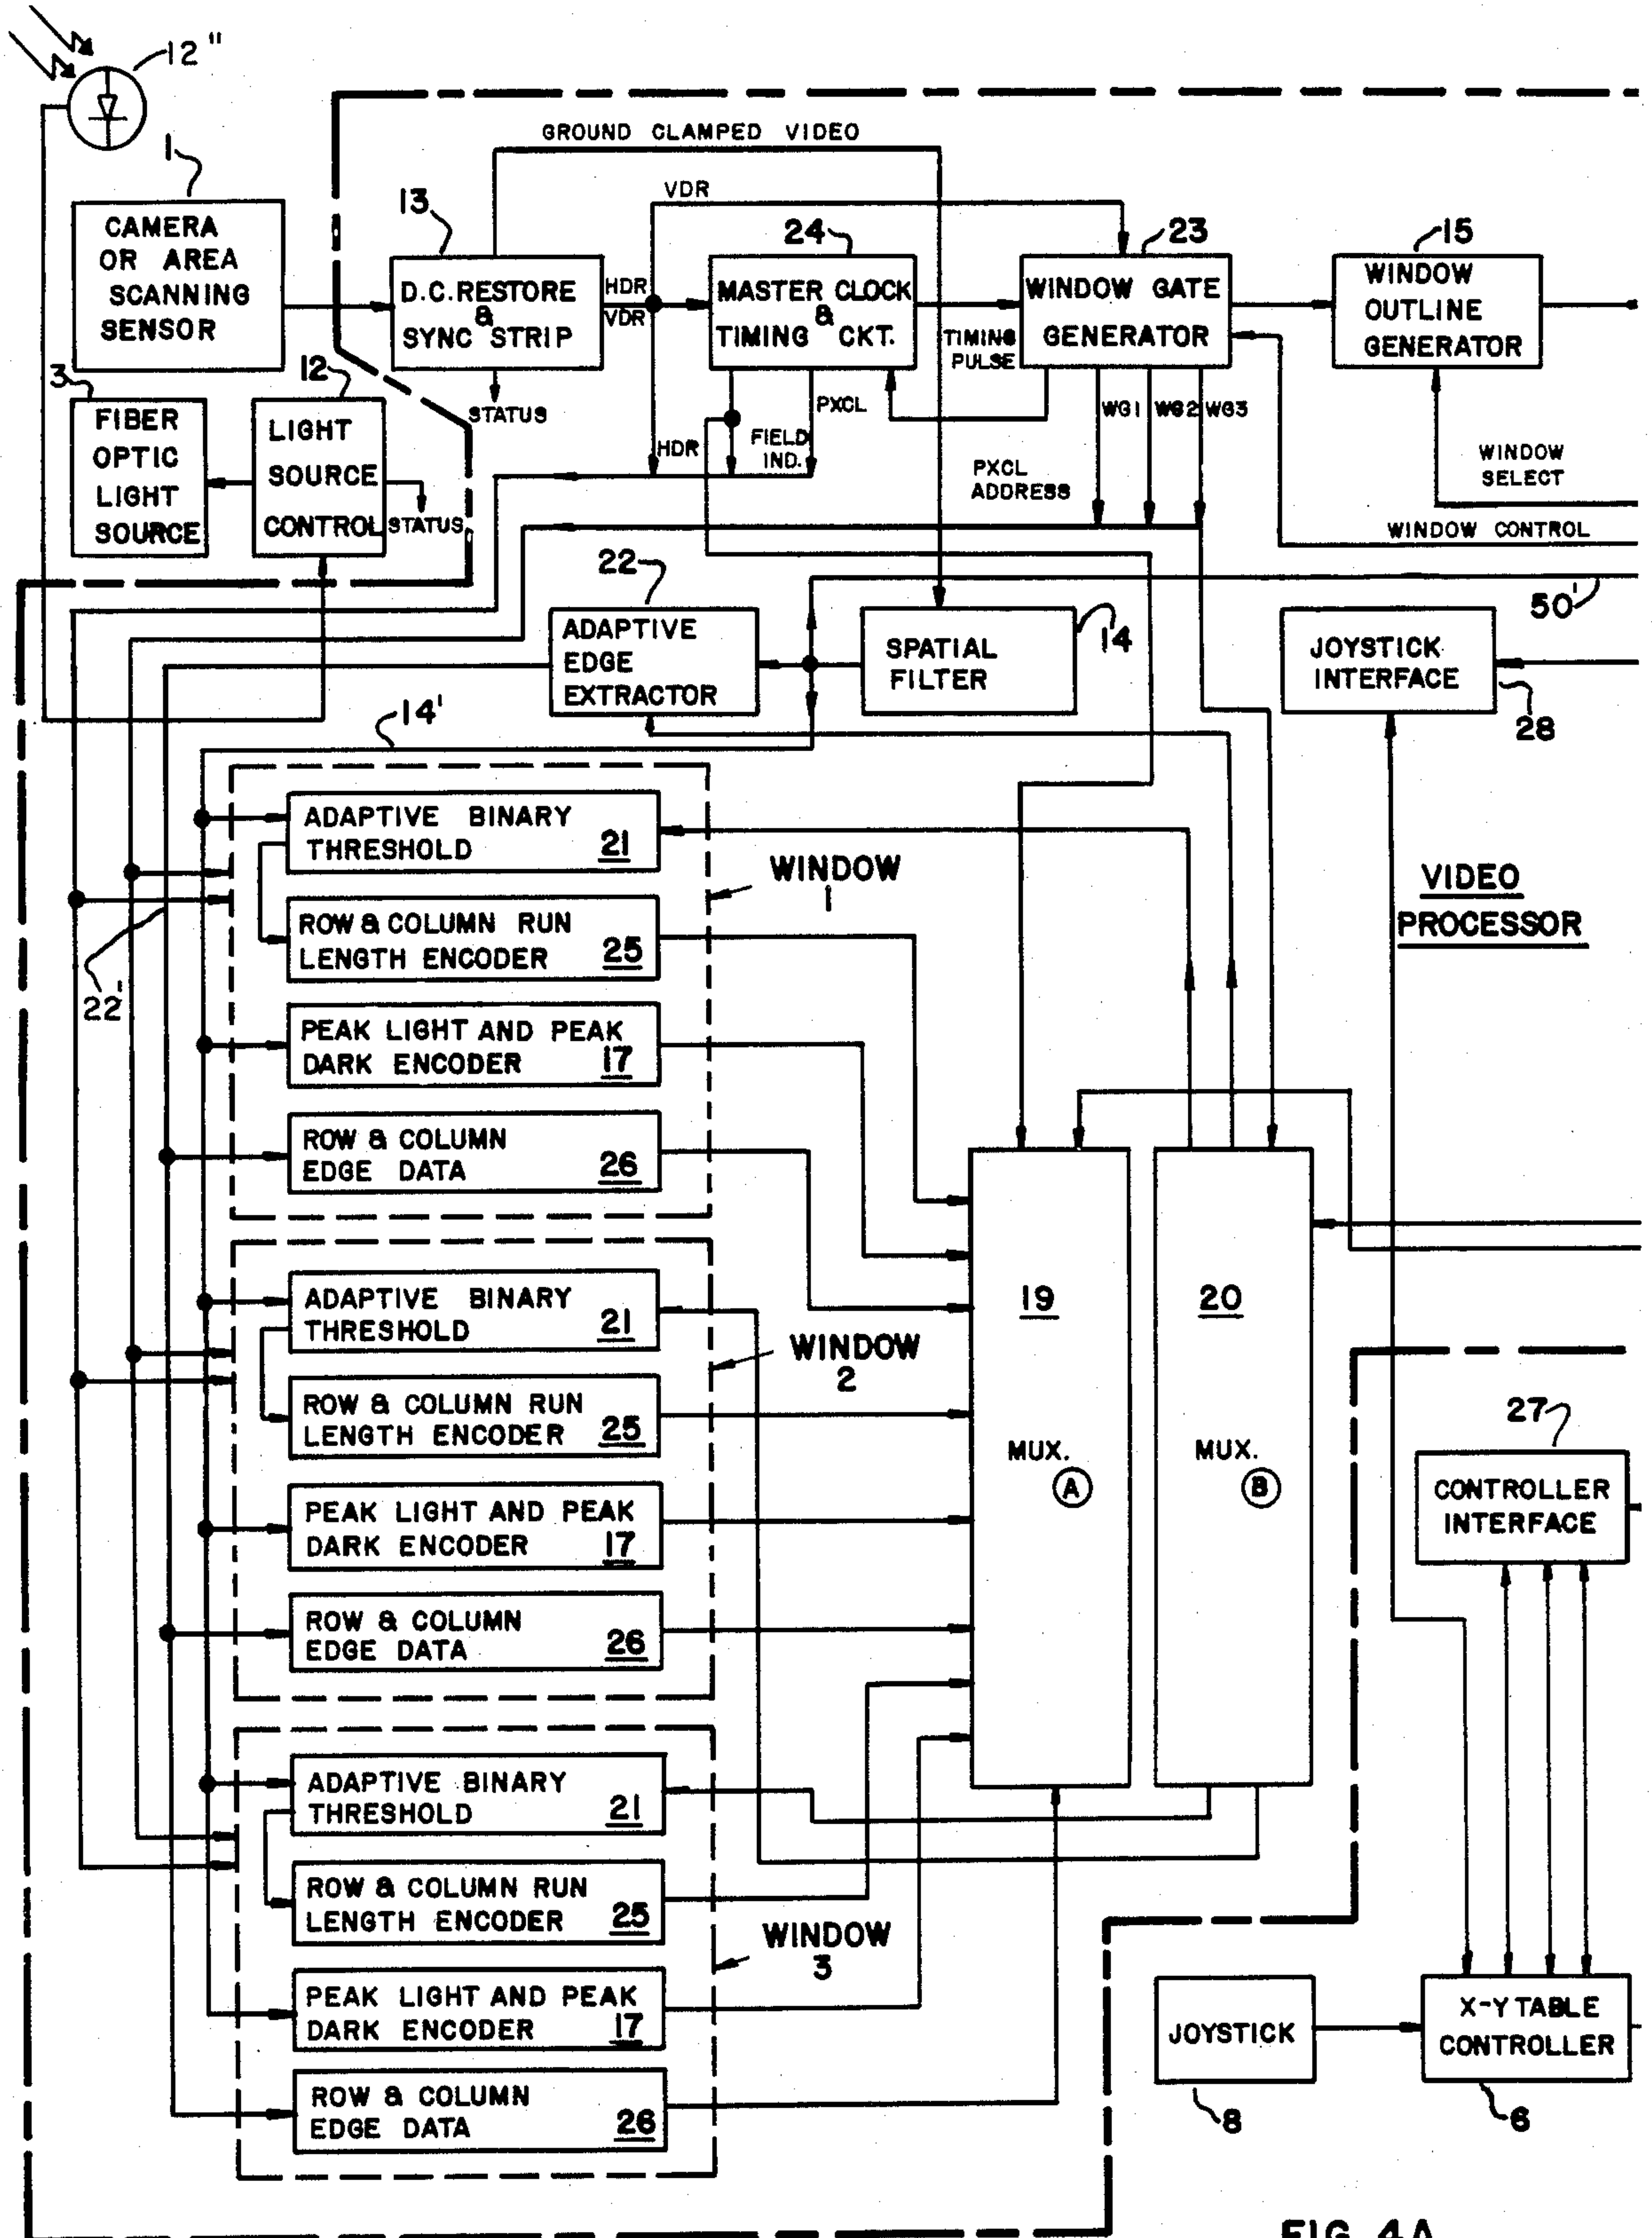 12"
1
CAMERA
OR AREA
SCANNING
SENSOR
GROUND CLAMPED VIDEO
13
D.C. RESTORE
&
SYNC STRIP
HDR
VDR
VDR
24
MASTER CLOCK
&
TIMING CKT.
23
WINDOW GATE
GENERATOR
15
WINDOW
OUTLINE
GENERATOR
TIMING
PULSE
3
FIBER
OPTIC
LIGHT
SOURCE
12
LIGHT
SOURCE
CONTROL
STATUS
STATUS
HDR
FIELD
IND.
PXCL
PXCL
ADDRESS
WG1
WG2
WG3
WINDOW
SELECT
WINDOW CONTROL
50'
22
ADAPTIVE
EDGE
EXTRACTOR
SPATIAL
FILTER
14
JOYSTICK
INTERFACE
28
14'
22'
ADAPTIVE BINARY
THRESHOLD 21
ROW & COLUMN RUN
LENGTH ENCODER 25
PEAK LIGHT AND PEAK
DARK ENCODER 17
ROW & COLUMN
EDGE DATA 26
WINDOW
1
VIDEO
PROCESSOR
ADAPTIVE BINARY
THRESHOLD 21
ROW & COLUMN RUN
LENGTH ENCODER 25
PEAK LIGHT AND PEAK
DARK ENCODER 17
ROW & COLUMN
EDGE DATA 26
WINDOW
2
19
MUX.
A
20
MUX.
B
27
CONTROLLER
INTERFACE
ADAPTIVE BINARY
THRESHOLD 21
ROW & COLUMN RUN
LENGTH ENCODER 25
PEAK LIGHT AND PEAK
DARK ENCODER 17
ROW & COLUMN
EDGE DATA 26
WINDOW
3
JOYSTICK
8
X-Y TABLE
CONTROLLER
6
FIG. 4A